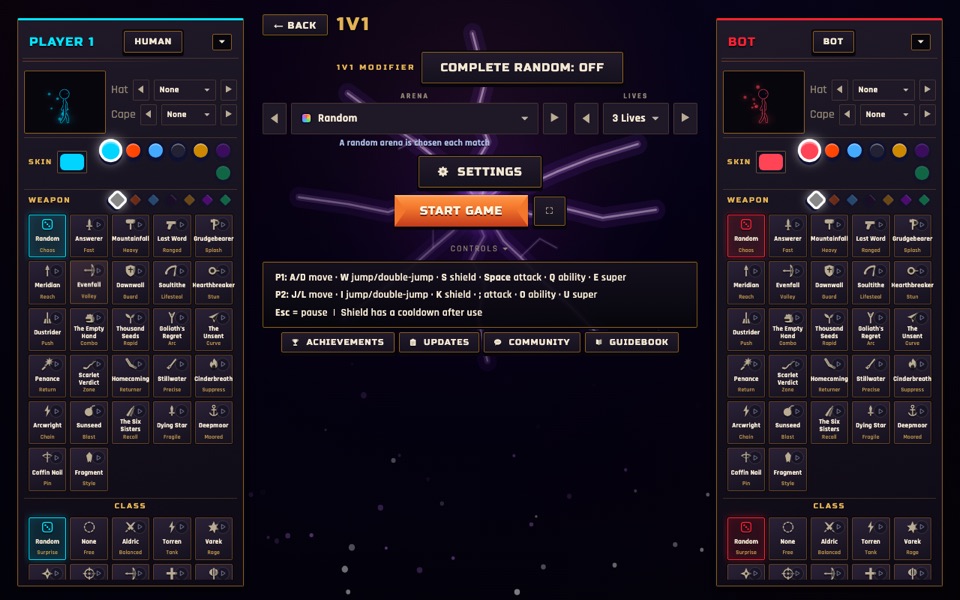 PLAYER 1
HUMAN
Hat
None
Cape
None
SKIN
WEAPON
Random
Chaos
Answerer
Fast
Mountainfall
Heavy
Last Word
Ranged
Grudgebearer
Splash
Meridian
Reach
Evenfall
Volley
Dawnwall
Guard
Soultithe
Lifesteal
Hearthbreaker
Stun
Dustrider
Push
The Empty Hand
Combo
Thousand Seeds
Rapid
Goliath's Regret
Arc
The Unsent
Curve
Penance
Return
Scarlet Verdict
Zone
Homecoming
Returner
Stillwater
Precise
Cinderbreath
Suppress
Arcwright
Chain
Sunseed
Blast
The Six Sisters
Recall
Dying Star
Fragile
Deepmoor
Moored
Coffin Nail
Pin
Fragment
Style
CLASS
Random
Surprise
None
Free
Aldric
Balanced
Torren
Tank
Varek
Rage
← BACK
1V1
1V1 MODIFIER
COMPLETE RANDOM: OFF
ARENA
LIVES
Random
3 Lives
A random arena is chosen each match
SETTINGS
START GAME
CONTROLS
P1: A/D move · W jump/double-jump · S shield · Space attack · Q ability · E super
P2: J/L move · I jump/double-jump · K shield · ; attack · O ability · U super
Esc = pause | Shield has a cooldown after use
ACHIEVEMENTS
UPDATES
COMMUNITY
GUIDEBOOK
BOT
BOT
Hat
None
Cape
None
SKIN
WEAPON
Random
Chaos
Answerer
Fast
Mountainfall
Heavy
Last Word
Ranged
Grudgebearer
Splash
Meridian
Reach
Evenfall
Volley
Dawnwall
Guard
Soultithe
Lifesteal
Hearthbreaker
Stun
Dustrider
Push
The Empty Hand
Combo
Thousand Seeds
Rapid
Goliath's Regret
Arc
The Unsent
Curve
Penance
Return
Scarlet Verdict
Zone
Homecoming
Returner
Stillwater
Precise
Cinderbreath
Suppress
Arcwright
Chain
Sunseed
Blast
The Six Sisters
Recall
Dying Star
Fragile
Deepmoor
Moored
Coffin Nail
Pin
Fragment
Style
CLASS
Random
Surprise
None
Free
Aldric
Balanced
Torren
Tank
Varek
Rage